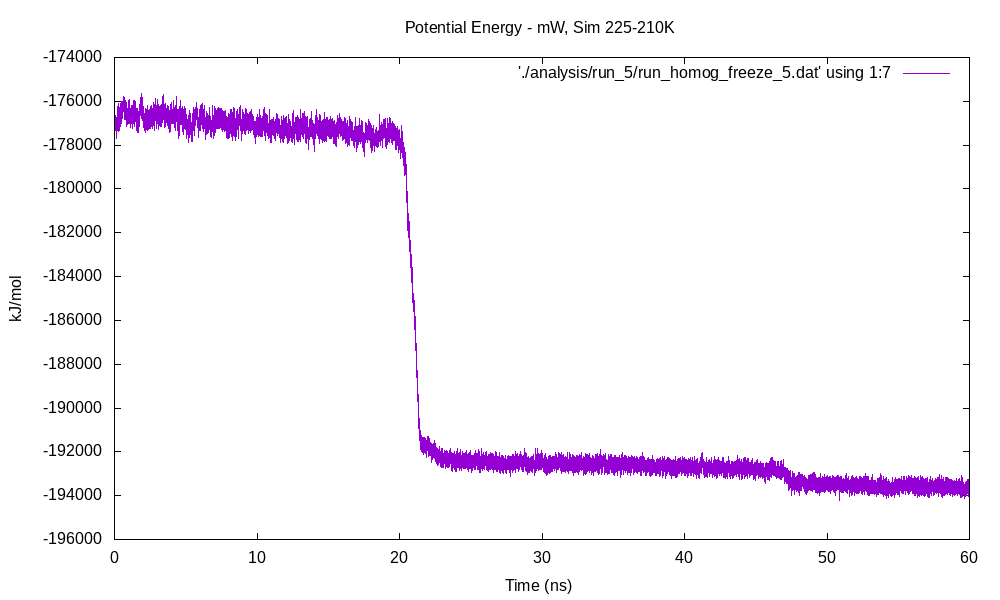 Potential Energy - mW, Sim 225-210K
'./analysis/run_5/run_homog_freeze_5.dat' using 1:7
-174000
-176000
-178000
-180000
-182000
-184000
-186000
-188000
-190000
-192000
-194000
-196000
kJ/mol
0 10 20 30 40 50 60
Time (ns)